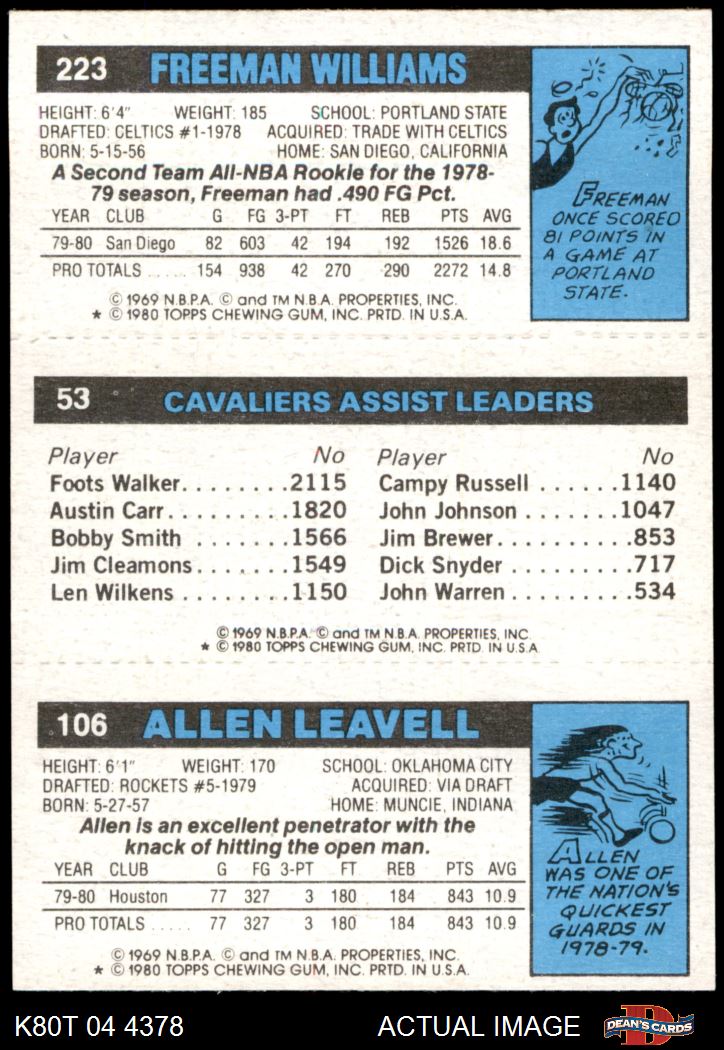 223 FREEMAN WILLIAMS
HEIGHT: 6'4" WEIGHT: 185 SCHOOL: PORTLAND STATE
DRAFTED: CELTICS #1-1978 ACQUIRED: TRADE WITH CELTICS
BORN: 5-15-56 HOME: SAN DIEGO, CALIFORNIA
A Second Team All-NBA Rookie for the 1978-
79 season, Freeman had .490 FG Pct.
YEAR CLUB G FG 3-PT FT REB PTS AVG
79-80 San Diego 82 603 42 194 192 1526 18.6
PRO TOTALS ..... 154 938 42 270 290 2272 14.8
© 1969 N.B.P.A. © and TM N.B.A. PROPERTIES, INC.
* © 1980 TOPPS CHEWING GUM, INC. PRTD. IN U.S.A.
FREEMAN
ONCE SCORED
81 POINTS IN
A GAME AT
PORTLAND
STATE.
53 CAVALIERS ASSIST LEADERS
Player No Player No
Foots Walker........2115 Campy Russell ......1140
Austin Carr.........1820 John Johnson .......1047
Bobby Smith .......1566 Jim Brewer..........853
Jim Cleamons.......1549 Dick Snyder .........717
Len Wilkens ........1150 John Warren ........534
© 1969 N.B.P.A. © and TM N.B.A. PROPERTIES, INC.
* © 1980 TOPPS CHEWING GUM, INC. PRTD. IN U.S.A.
106 ALLEN LEAVELL
HEIGHT: 6'1" WEIGHT: 170 SCHOOL: OKLAHOMA CITY
DRAFTED: ROCKETS #5-1979 ACQUIRED: VIA DRAFT
BORN: 5-27-57 HOME: MUNCIE, INDIANA
Allen is an excellent penetrator with the
knack of hitting the open man.
YEAR CLUB G FG 3-PT FT REB PTS AVG
79-80 Houston 77 327 3 180 184 843 10.9
PRO TOTALS ..... 77 327 3 180 184 843 10.9
© 1969 N.B.P.A. © and TM N.B.A. PROPERTIES, INC.
* © 1980 TOPPS CHEWING GUM, INC. PRTD. IN U.S.A.
ALLEN
WAS ONE OF
THE NATION'S
QUICKEST
GUARDS IN
1978-79.
K80T 04 4378 ACTUAL IMAGE D DEAN'S CARDS